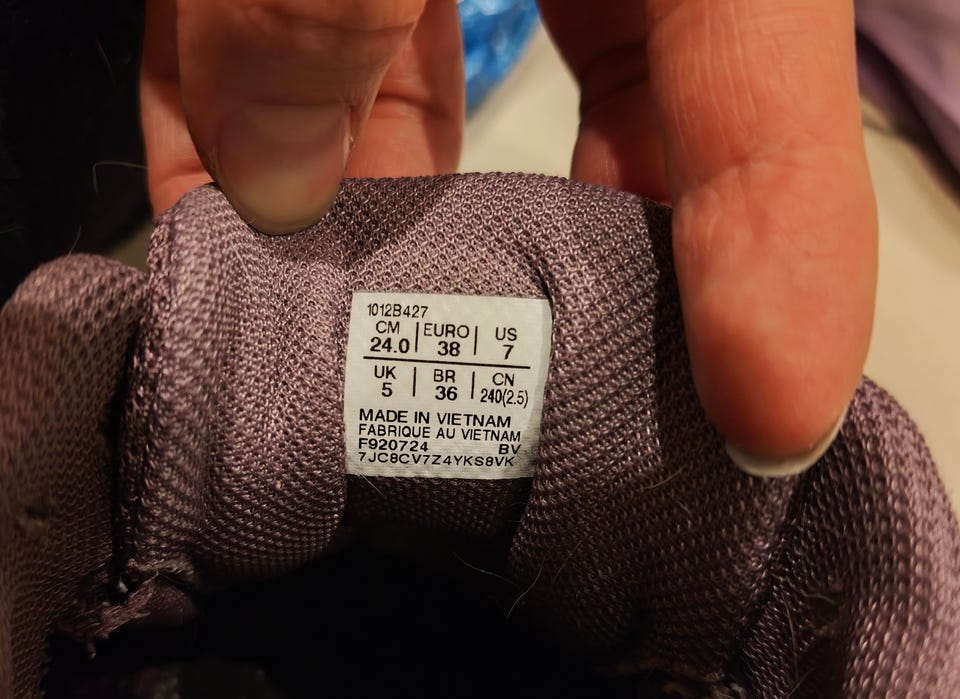 1012B427
CM EURO US
24.0 38 7
UK BR CN
5 36 240(2.5)
MADE IN VIETNAM
FABRIQUE AU VIETNAM
F920724 BV
7JC8CV7Z4YKS8VK